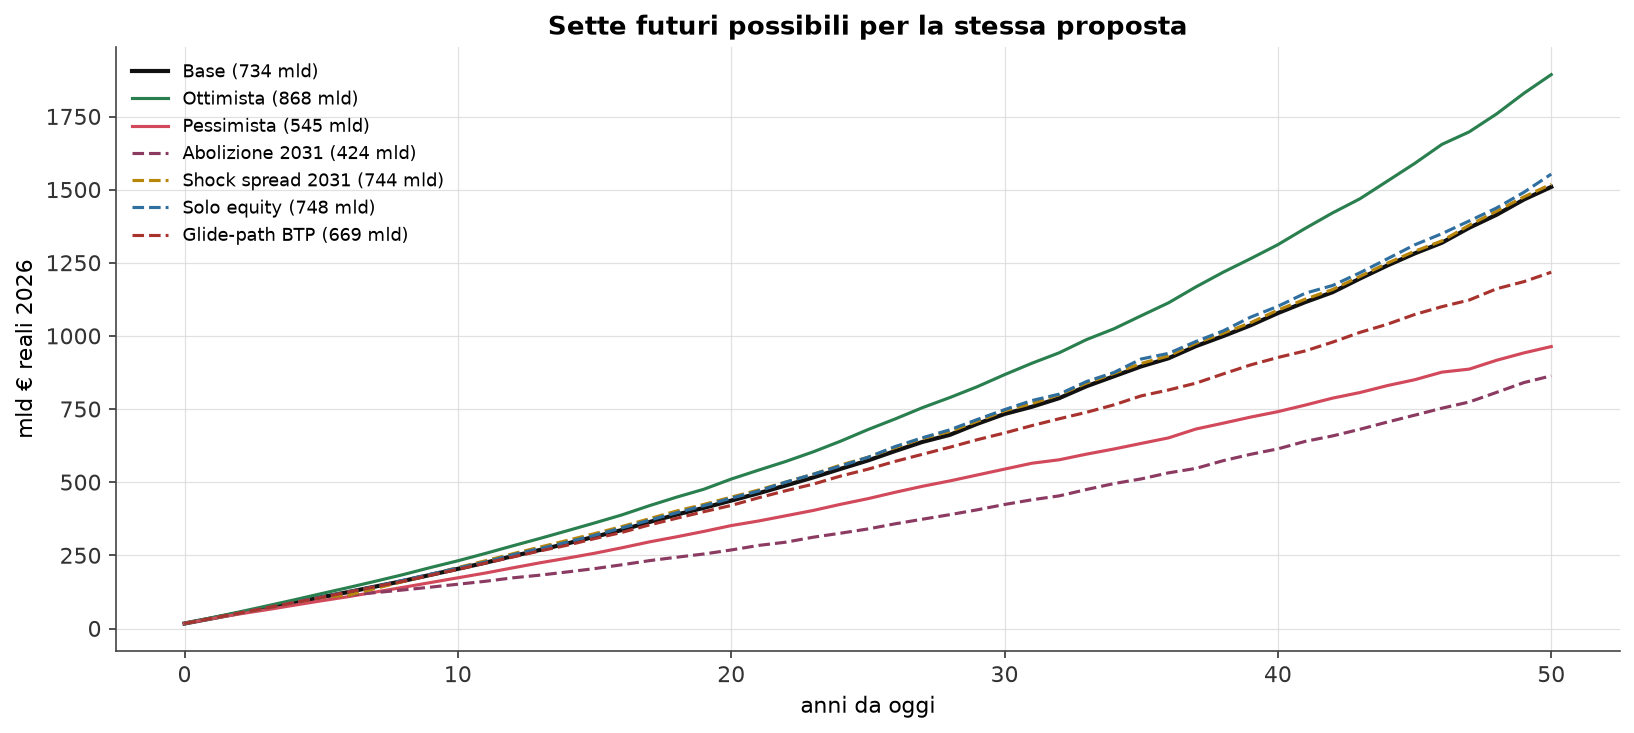 Sette futuri possibili per la stessa proposta
Base (734 mld)
Ottimista (868 mld)
Pessimista (545 mld)
Abolizione 2031 (424 mld)
Shock spread 2031 (744 mld)
Solo equity (748 mld)
Glide-path BTP (669 mld)
mld € reali 2026
1750
1500
1250
1000
750
500
250
0
0 10 20 30 40 50
anni da oggi